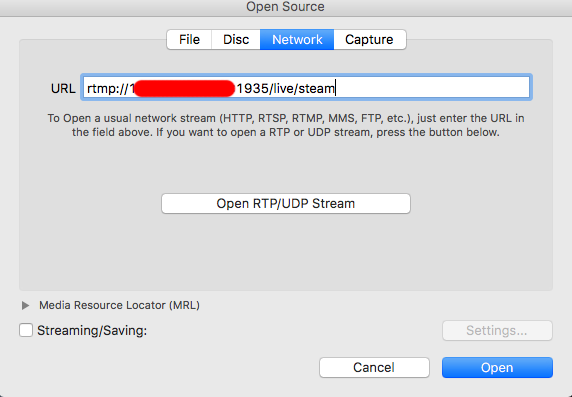 Open Source
File Disc Network Capture
URL rtmp://1 1935/live/steam
To Open a usual network stream (HTTP, RTSP, RTMP, MMS, FTP, etc.), just enter the URL in
the field above. If you want to open a RTP or UDP stream, press the button below.
Open RTP/UDP Stream
Media Resource Locator (MRL)
Streaming/Saving:
Settings...
Cancel
Open